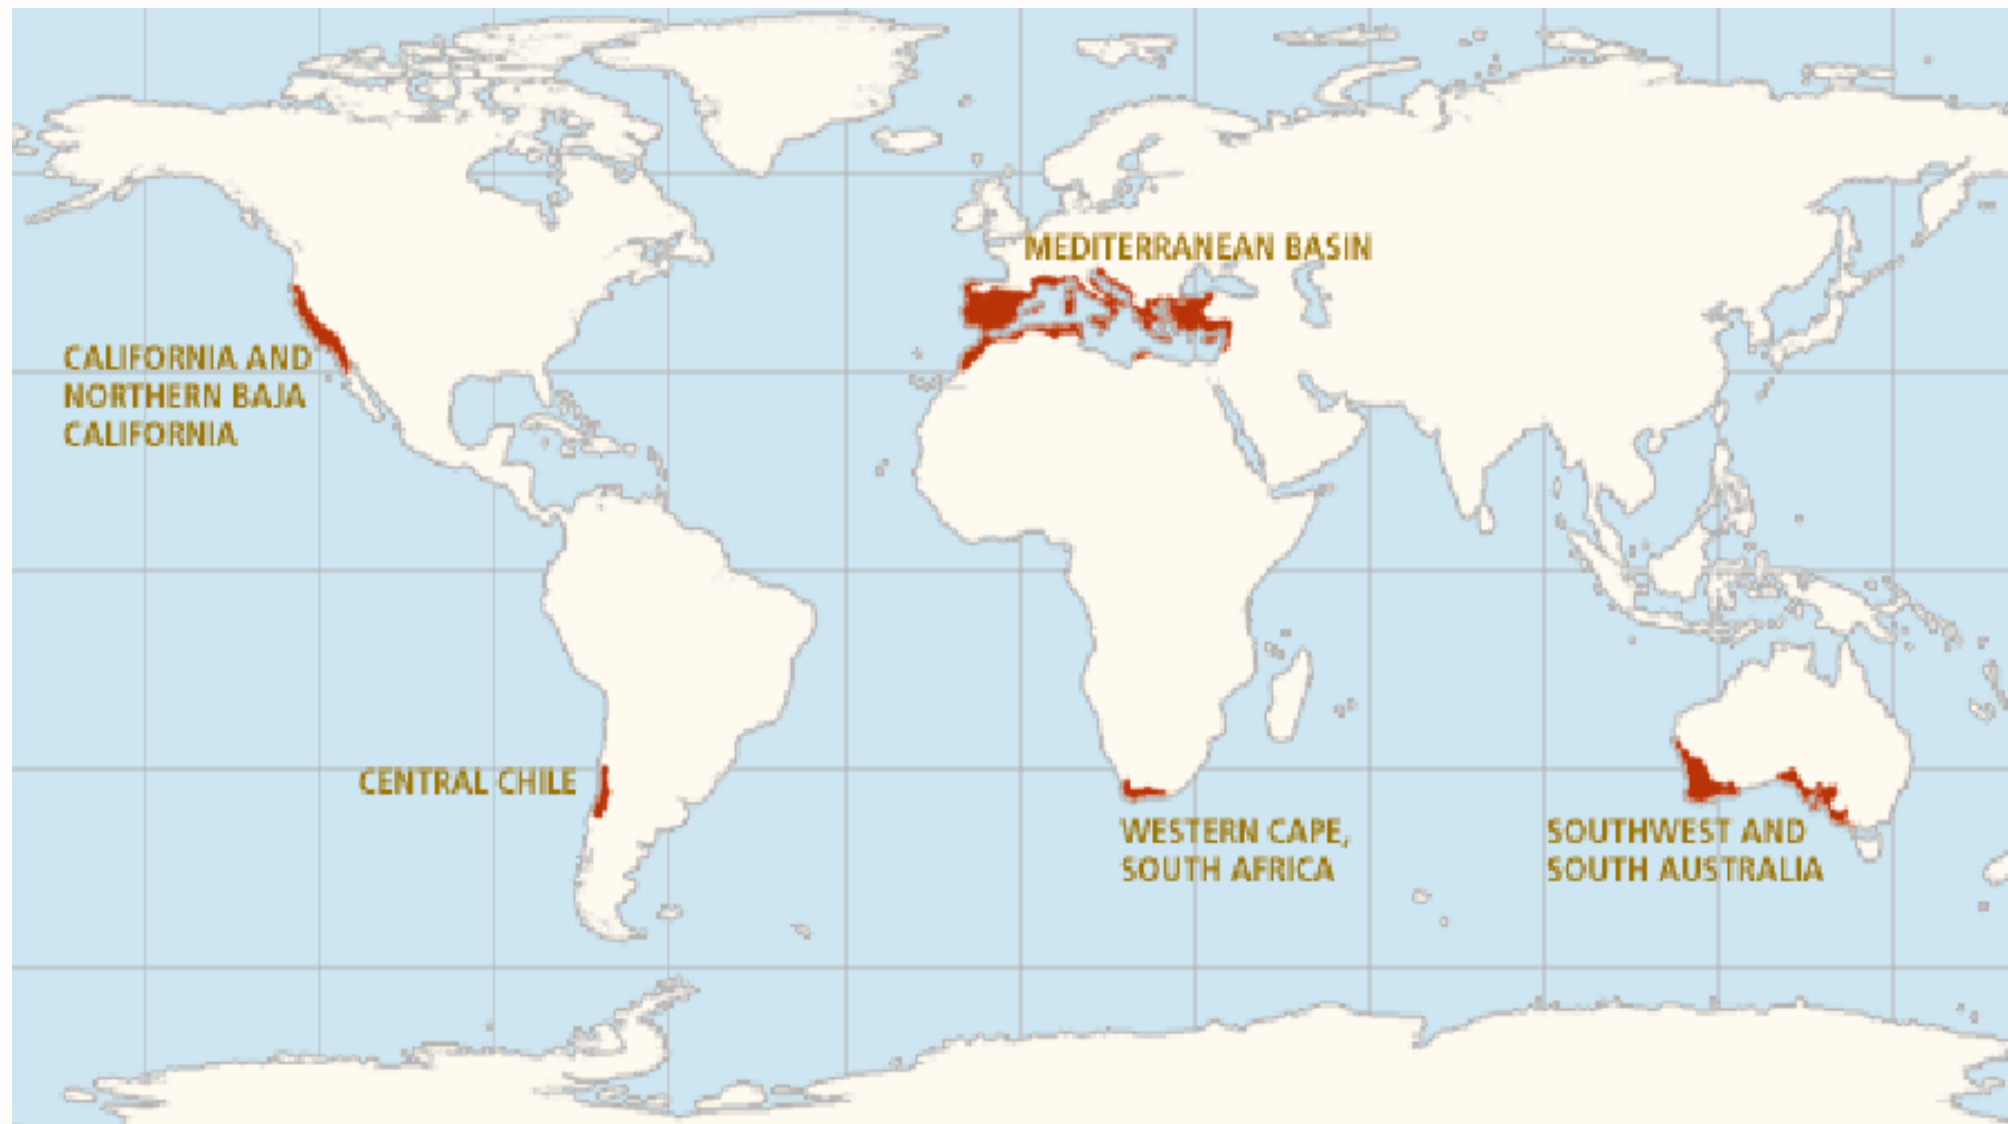 MEDITERRANEAN BASIN
CALIFORNIA AND
NORTHERN BAJA
CALIFORNIA
CENTRAL CHILE
WESTERN CAPE,
SOUTH AFRICA
SOUTHWEST AND
SOUTH AUSTRALIA